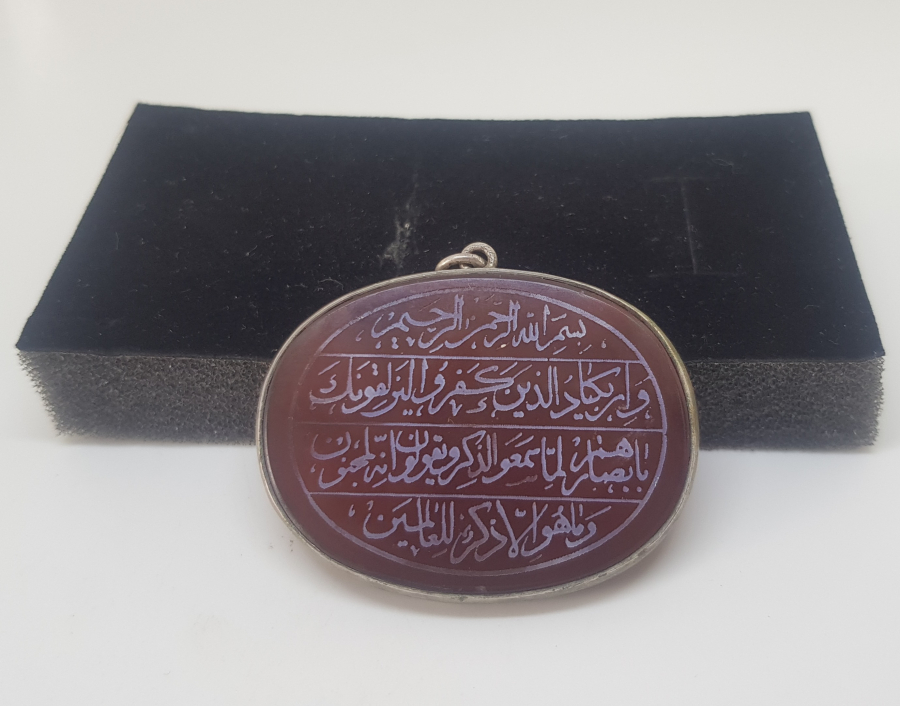 بسم الله الرحمن الرحيم
وان يكاد الذين كفروا ليزلقونك
بابصارهم لما سمعوا الذكر ويقولون انه لمجنون
وما هو الا ذكر للعالمين